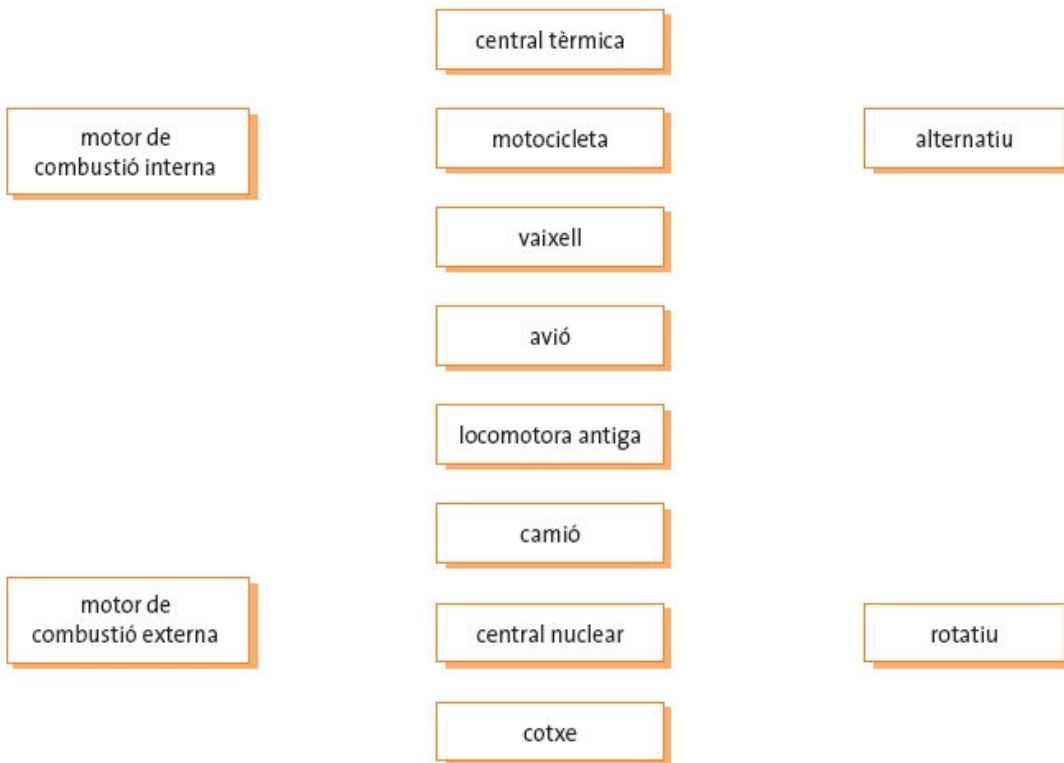 central tèrmica
motor de
combustió interna
motocicleta
alternatiu
vaixell
avió
locomotora antiga
camió
motor de
combustió externa
central nuclear
rotatiu
cotxe